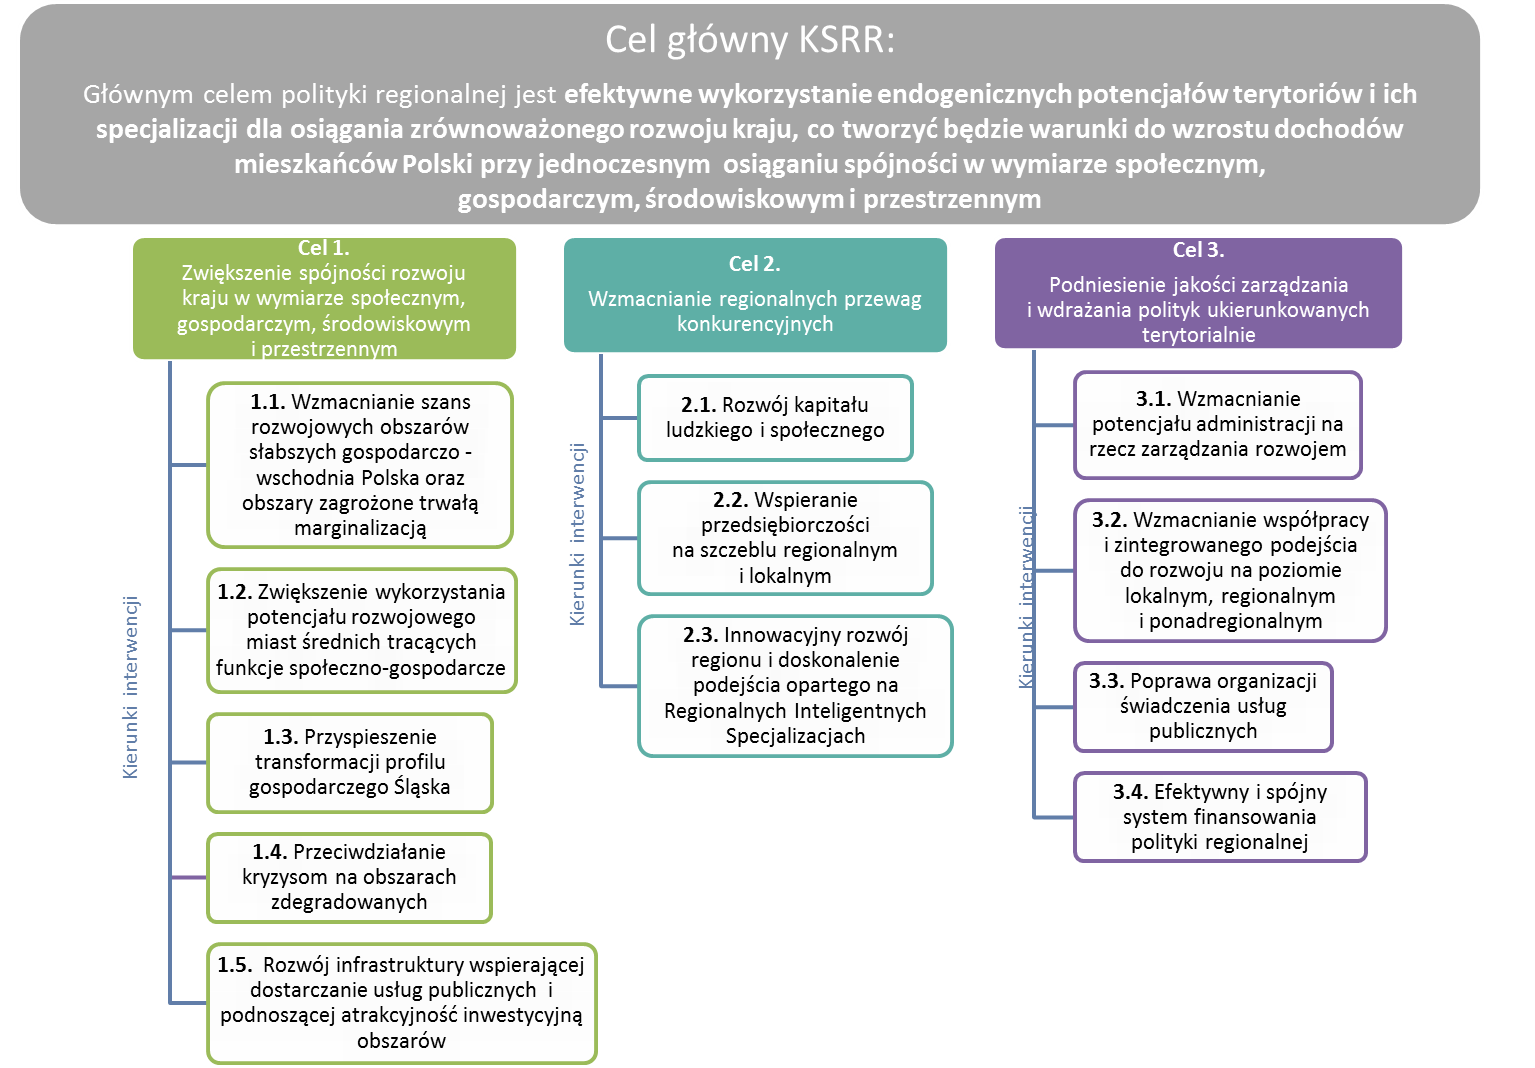 Cel główny KSRR:
Głównym celem polityki regionalnej jest efektywne wykorzystanie endogenicznych potencjałów terytoriów i ich
specjalizacji dla osiągania zrównoważonego rozwoju kraju, co tworzyć będzie warunki do wzrostu dochodów
mieszkańców Polski przy jednoczesnym osiąganiu spójności w wymiarze społecznym,
gospodarczym, środowiskowym i przestrzennym
Cel 1.
Zwiększenie spójności rozwoju
kraju w wymiarze społecznym,
gospodarczym, środowiskowym
i przestrzennym
Kierunki interwencji
1.1. Wzmacnianie szans
rozwojowych obszarów
słabszych gospodarczo -
wschodnia Polska oraz
obszary zagrożone trwałą
marginalizacją
1.2. Zwiększenie wykorzystania
potencjału rozwojowego
miast średnich tracących
funkcje społeczno-gospodarcze
1.3. Przyspieszenie
transformacji profilu
gospodarczego Śląska
1.4. Przeciwdziałanie
kryzysom na obszarach
zdegradowanych
1.5. Rozwój infrastruktury wspierającej
dostarczanie usług publicznych i
podnoszącej atrakcyjność inwestycyjną
obszarów
Cel 2.
Wzmacnianie regionalnych przewag
konkurencyjnych
Kierunki interwencji
2.1. Rozwój kapitału
ludzkiego i społecznego
2.2. Wspieranie
przedsiębiorczości
na szczeblu regionalnym
i lokalnym
2.3. Innowacyjny rozwój
regionu i doskonalenie
podejścia opartego na
Regionalnych Inteligentnych
Specjalizacjach
Cel 3.
Podniesienie jakości zarządzania
i wdrażania polityk ukierunkowanych
terytorialnie
Kierunki interwencji
3.1. Wzmacnianie
potencjału administracji na
rzecz zarządzania rozwojem
3.2. Wzmacnianie współpracy
i zintegrowanego podejścia
do rozwoju na poziomie
lokalnym, regionalnym
i ponadregionalnym
3.3. Poprawa organizacji
świadczenia usług
publicznych
3.4. Efektywny i spójny
system finansowania
polityki regionalnej